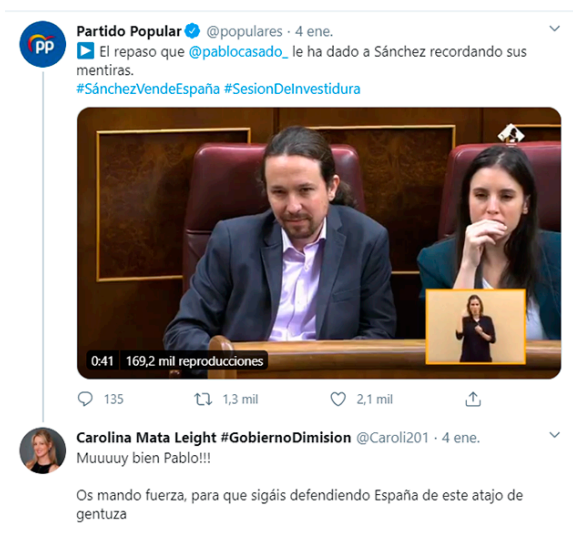 Partido Popular @populares · 4 ene.
El repaso que @pablocasado_ le ha dado a Sánchez recordando sus
mentiras.
#SánchezVendeEspaña #SesionDeInvestidura
0:41 169,2 mil reproducciones
135 1,3 mil 2,1 mil
Carolina Mata Leight #GobiernoDimision @Caroli201 · 4 ene.
Muuuuy bien Pablo!!!
Os mando fuerza, para que sigáis defendiendo España de este atajo de
gentuza
pp